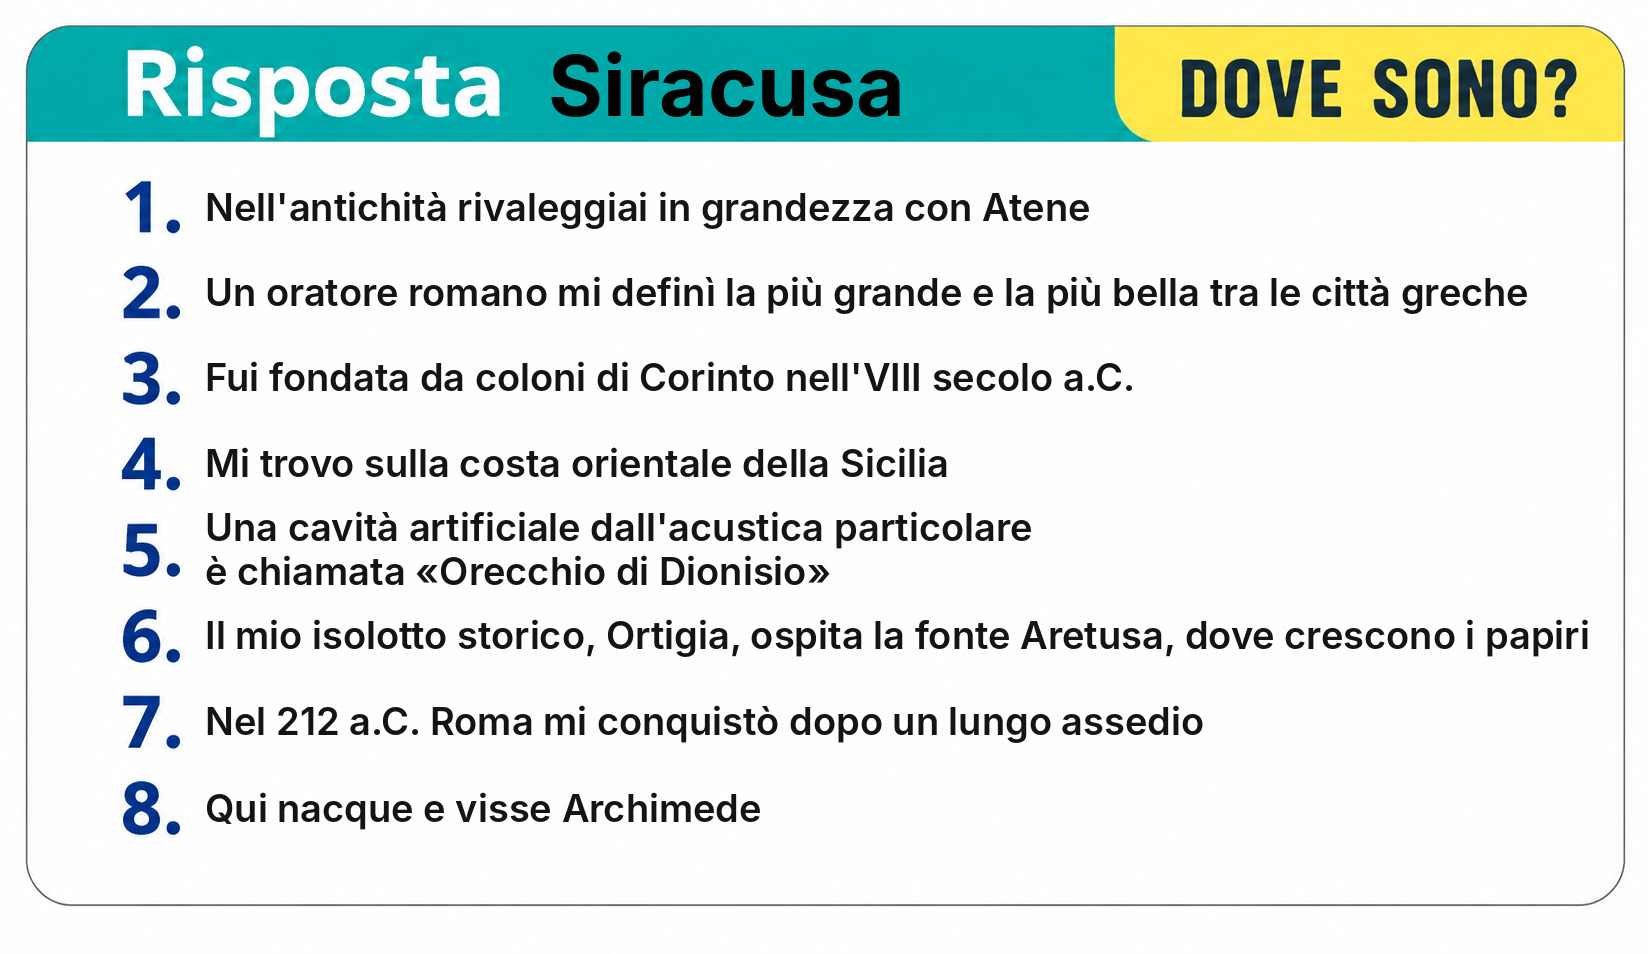 Risposta Siracusa
DOVE SONO?
1. Nell'antichità rivaleggiai in grandezza con Atene
2. Un oratore romano mi definì la più grande e la più bella tra le città greche
3. Fui fondata da coloni di Corinto nell'VIII secolo a.C.
4. Mi trovo sulla costa orientale della Sicilia
5. Una cavità artificiale dall'acustica particolare
è chiamata «Orecchio di Dionisio»
6. Il mio isolotto storico, Ortigia, ospita la fonte Aretusa, dove crescono i papiri
7. Nel 212 a.C. Roma mi conquistò dopo un lungo assedio
8. Qui nacque e visse Archimede